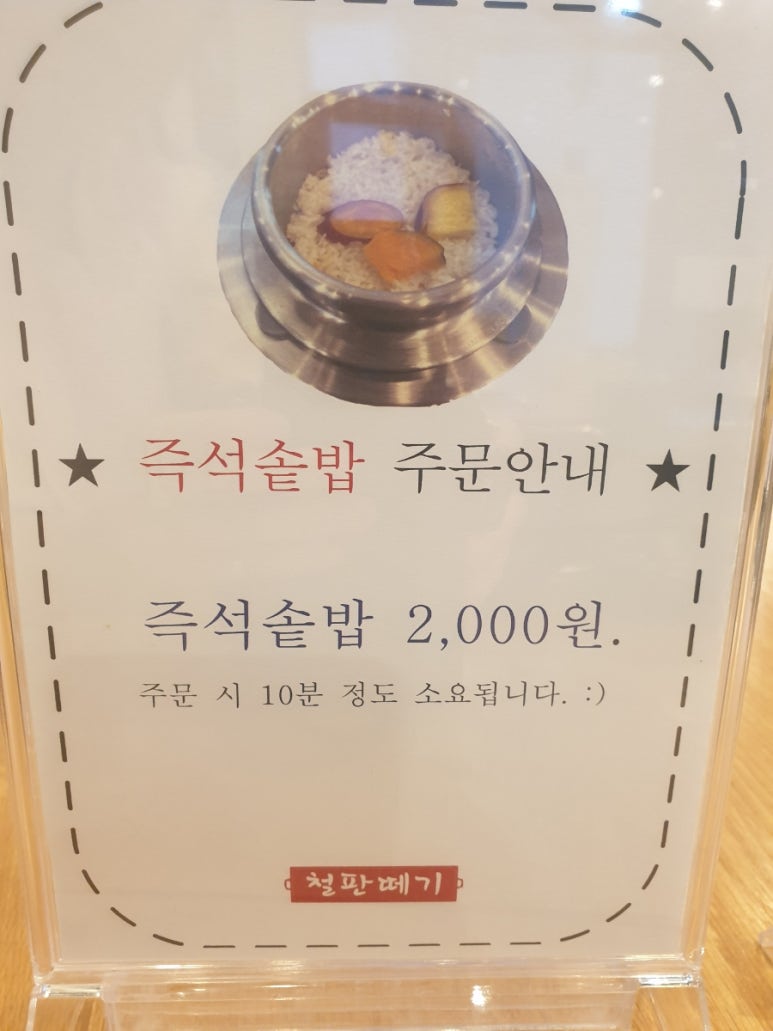 ★ 즉석솥밥 주문안내 ★
즉석솥밥 2,000원.
주문 시 10분 정도 소요됩니다. :)
철판떼기